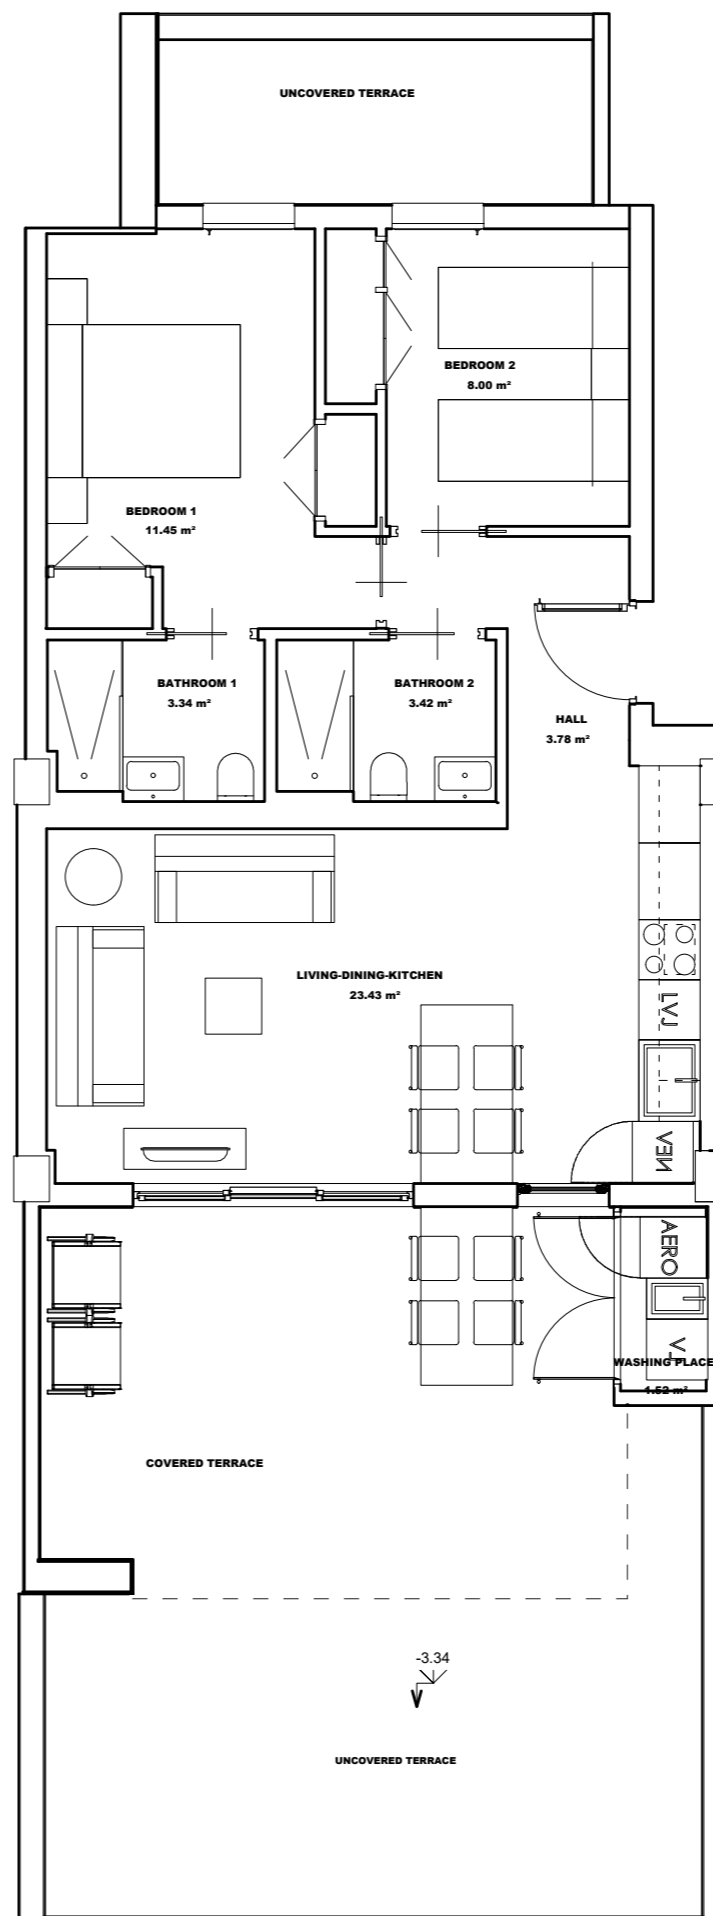 UNCOVERED TERRACE
BEDROOM 2
8.00 m²
BEDROOM 1
11.45 m²
BATHROOM 1
3.34 m²
BATHROOM 2
3.42 m²
HALL
3.78 m²
LIVING-DINING-KITCHEN
23.43 m²
LVJ
VEN
AERO
VL
WASHING PLACE
1.52 m²
COVERED TERRACE
-3.34
UNCOVERED TERRACE